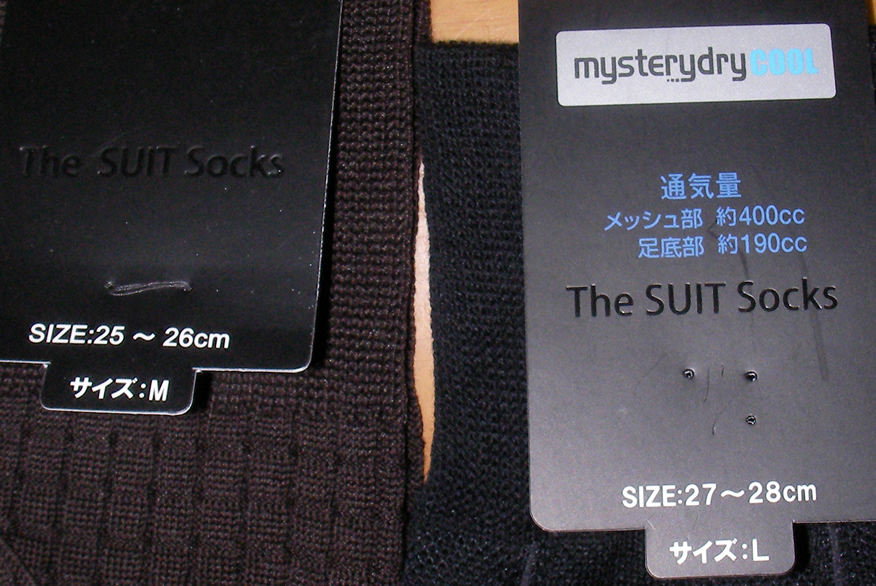 The SUIT Socks
SIZE:25 ～ 26cm
サイズ:M
mysterydry COOL
通気量
メッシュ部 約400cc
足底部 約190cc
The SUIT Socks
SIZE:27～28cm
サイズ:L